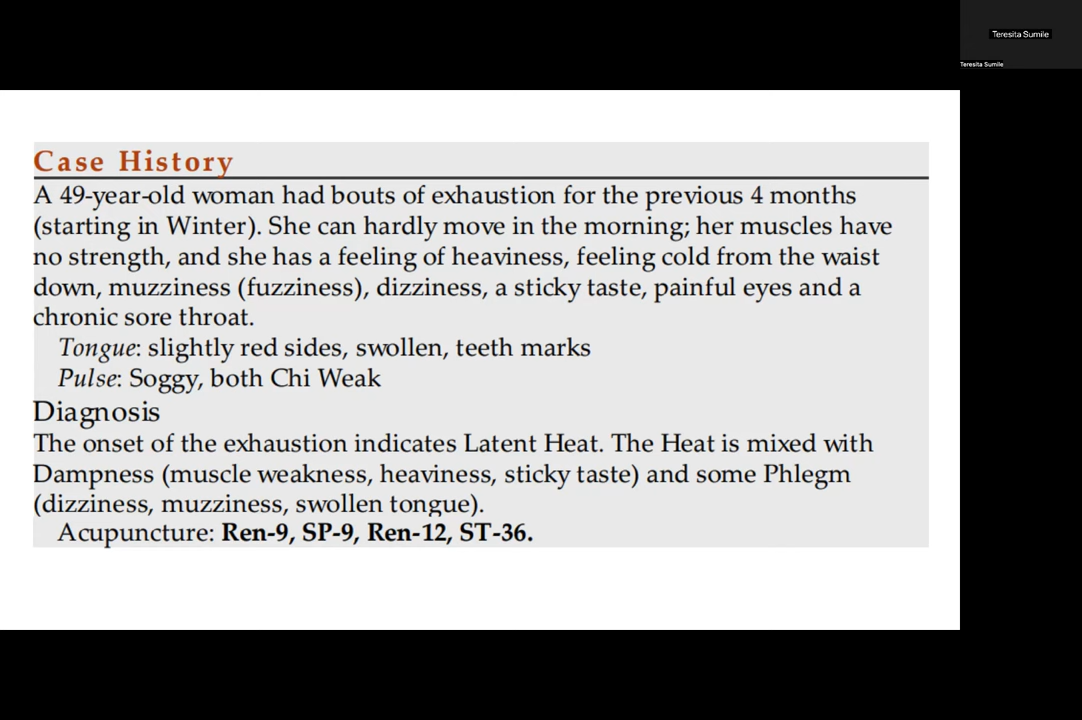 Teresita Sumile
Teresita Sumile
Case History
A 49-year-old woman had bouts of exhaustion for the previous 4 months
(starting in Winter). She can hardly move in the morning; her muscles have
no strength, and she has a feeling of heaviness, feeling cold from the waist
down, muzziness (fuzziness), dizziness, a sticky taste, painful eyes and a
chronic sore throat.
Tongue: slightly red sides, swollen, teeth marks
Pulse: Soggy, both Chi Weak
Diagnosis
The onset of the exhaustion indicates Latent Heat. The Heat is mixed with
Dampness (muscle weakness, heaviness, sticky taste) and some Phlegm
(dizziness, muzziness, swollen tongue).
Acupuncture: Ren-9, SP-9, Ren-12, ST-36.